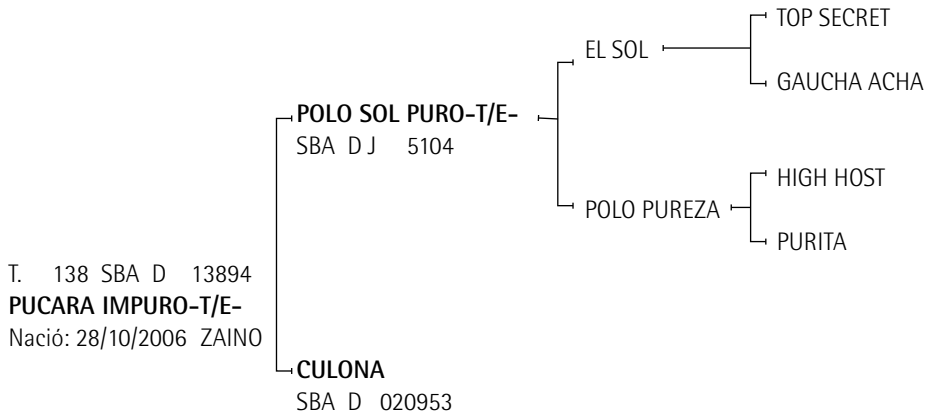 TOP SECRET
EL SOL
GAUCHA ACHA
POLO SOL PURO-T/E-
SBA D J 5104
HIGH HOST
POLO PUREZA
PURITA
T. 138 SBA D 13894
PUCARA IMPURO-T/E-
Nació: 28/10/2006 ZAINO
CULONA
SBA D 020953